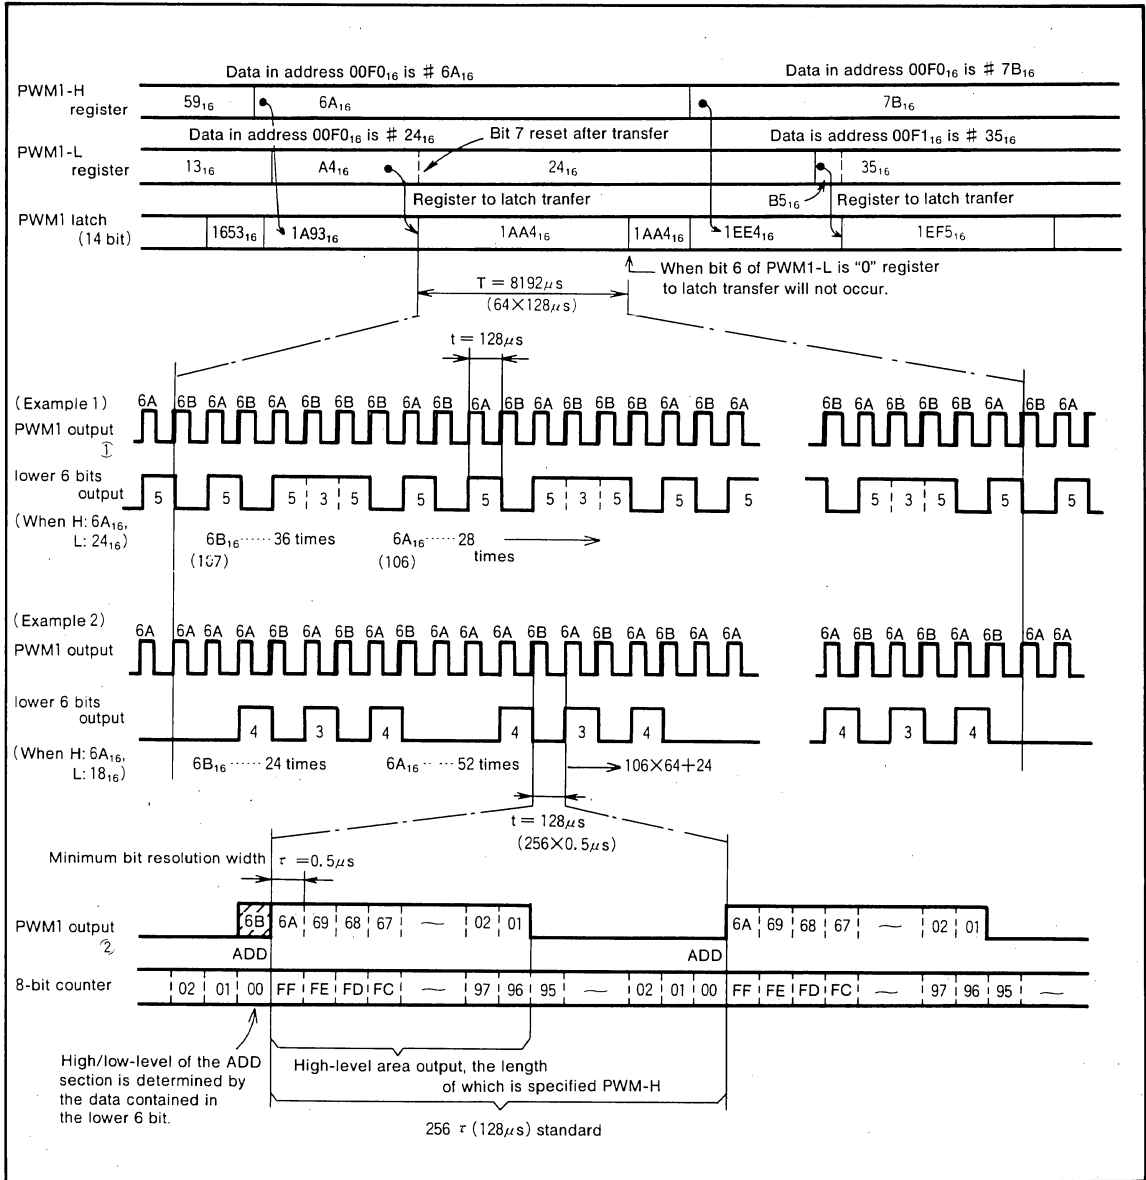 Data in address 00F0₁₆ is # 6A₁₆ Data in address 00F0₁₆ is # 7B₁₆
PWM1-H
register
59₁₆ 6A₁₆ 7B₁₆
Data in address 00F0₁₆ is # 24₁₆ Bit 7 reset after transfer Data is address 00F1₁₆ is # 35₁₆
PWM1-L
register
13₁₆ A4₁₆ 24₁₆ 35₁₆
B5₁₆
Register to latch tranfer Register to latch tranfer
PWM1 latch
(14 bit)
1653₁₆ 1A93₁₆ 1AA4₁₆ 1AA4₁₆ 1EE4₁₆ 1EF5₁₆
When bit 6 of PWM1-L is "0" register
to latch transfer will not occur.
T = 8192μs
(64×128μs)
t = 128μs
(Example 1)
6A 6B 6A 6B 6A 6B 6B 6B 6A 6B 6A 6B 6A 6B 6B 6B 6A 6B 6A 6B 6A 6B 6B 6A 6B 6A
PWM1 output
①
lower 6 bits
output
5 5 5 3 5 5 5 5 3 5 5 5 5 3 5 5 5
(When H: 6A₁₆,
L: 24₁₆)
6B₁₆ ······ 36 times 6A₁₆ ····· 28
(107) (106) times
(Example 2)
6A 6A 6A 6A 6B 6A 6B 6A 6B 6A 6A 6A 6B 6A 6B 6A 6B 6A 6A 6A 6B 6A 6B 6A 6B 6A 6A
PWM1 output
lower 6 bits
output
4 3 4 4 3 4 4 3 4
(When H: 6A₁₆,
L: 18₁₆)
6B₁₆ ······ 24 times 6A₁₆ ·· ··· 52 times 106×64+24
t = 128μs
(256×0.5μs)
Minimum bit resolution width τ =0.5μs
PWM1 output
②
6B 6A 69 68 67 ~ 02 01 6A 69 68 67 ~ 02 01
ADD ADD
8-bit counter
02 01 00 FF FE FD FC ~ 97 96 95 ~ 02 01 00 FF FE FD FC ~ 97 96 95 ~
High/low-level of the ADD
section is determined by
the data contained in
the lower 6 bit.
High-level area output, the length
of which is specified PWM-H
256 τ (128μs) standard